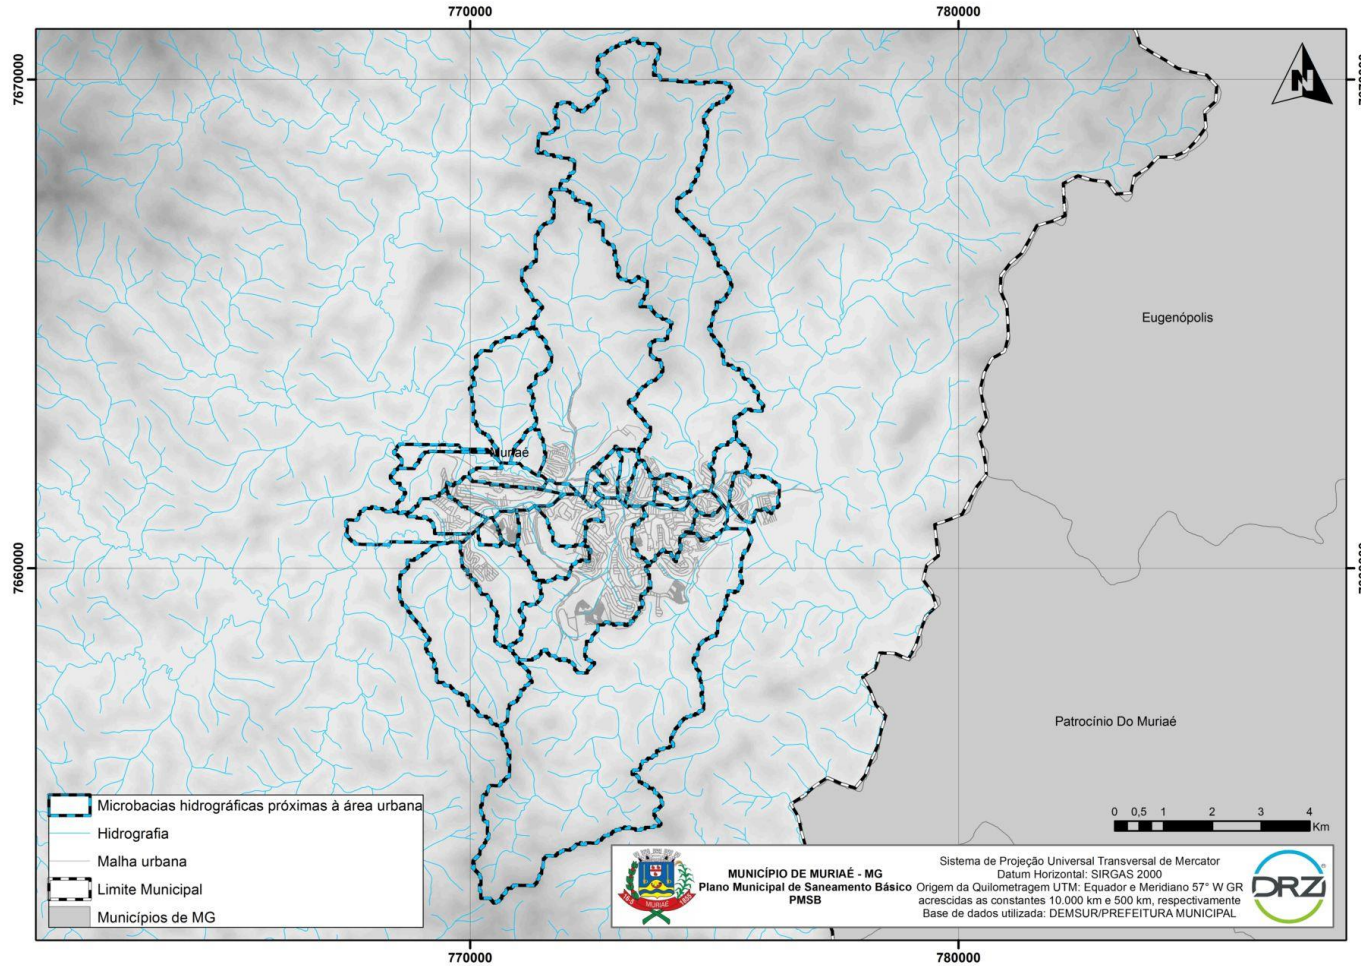 770000
780000
7670000
N
Eugenópolis
Muriaé
7660000
Patrocínio Do Muriaé
Microbacias hidrográficas próximas à área urbana
Hidrografia
Malha urbana
Limite Municipal
Municípios de MG
0 0,5 1 2 3 4
Km
MURIAÉ
1855
MUNICÍPIO DE MURIAÉ - MG
Plano Municipal de Saneamento Básico
PMSB
Sistema de Projeção Universal Transversal de Mercator
Datum Horizontal: SIRGAS 2000
Origem da Quilometragem UTM: Equador e Meridiano 57° W GR
acrescidas as constantes 10.000 km e 500 km, respectivamente
Base de dados utilizada: DEMSUR/PREFEITURA MUNICIPAL
DRZ
770000
780000